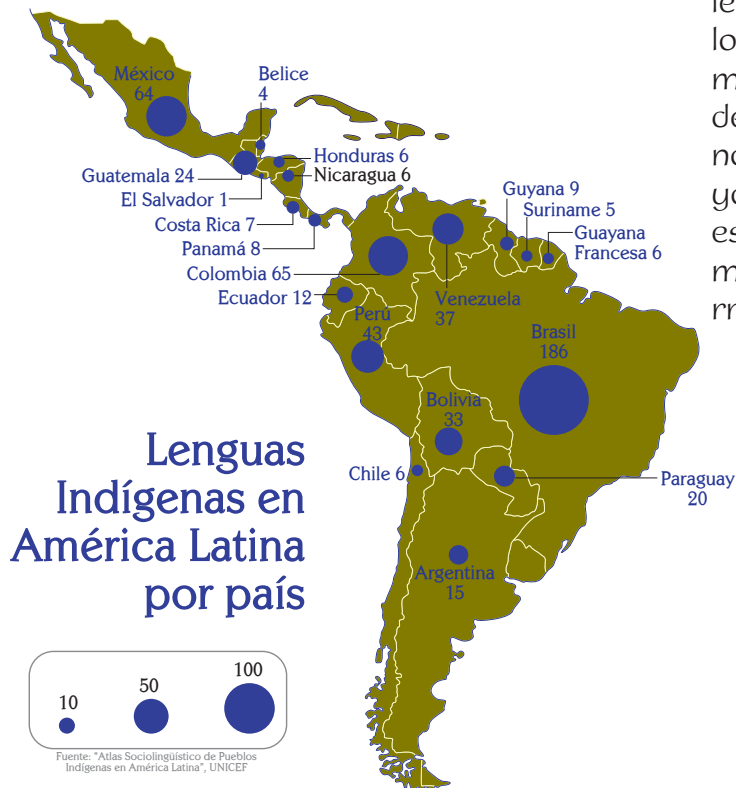 México
64
Belice
4
Honduras 6
Nicaragua 6
Guatemala 24
El Salvador 1
Costa Rica 7
Panamá 8
Colombia 65
Ecuador 12
Guyana 9
Suriname 5
Guayana
Francesa 6
Venezuela
37
Perú
43
Brasil
186
Bolivia
33
Chile 6
Paraguay
20
Argentina
15
Lenguas
Indígenas en
América Latina
por país
10
50
100
Fuente: "Atlas Sociolingüístico de Pueblos
Indígenas en América Latina", UNICEF